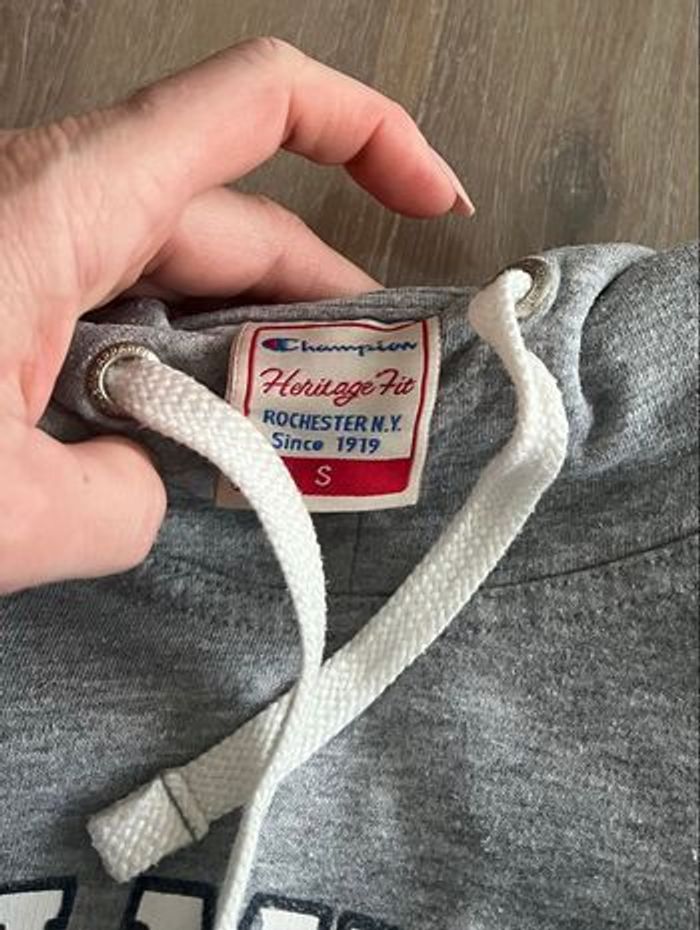 Champion
Heritage Fit
ROCHESTER N.Y.
Since 1919
S